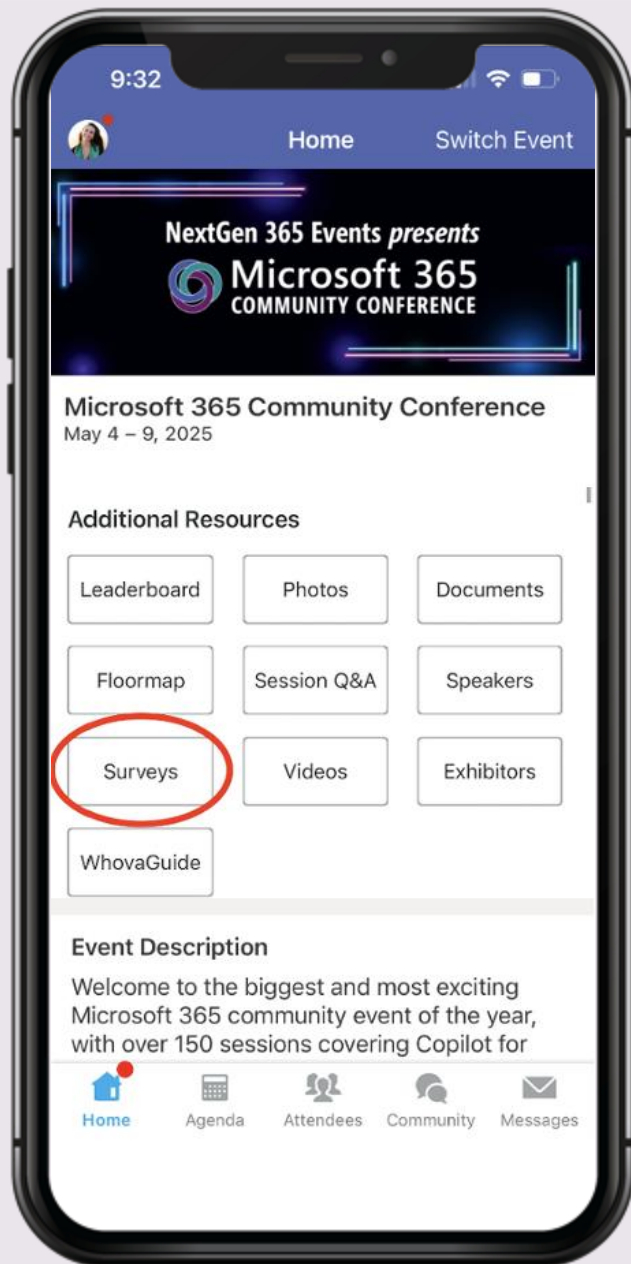 9:32
Home
Switch Event
NextGen 365 Events presents
Microsoft 365
COMMUNITY CONFERENCE
Microsoft 365 Community Conference
May 4 – 9, 2025
Additional Resources
Leaderboard
Photos
Documents
Floormap
Session Q&A
Speakers
Surveys
Videos
Exhibitors
WhovaGuide
Event Description
Welcome to the biggest and most exciting
Microsoft 365 community event of the year,
with over 150 sessions covering Copilot for
Home
Agenda
Attendees
Community
Messages